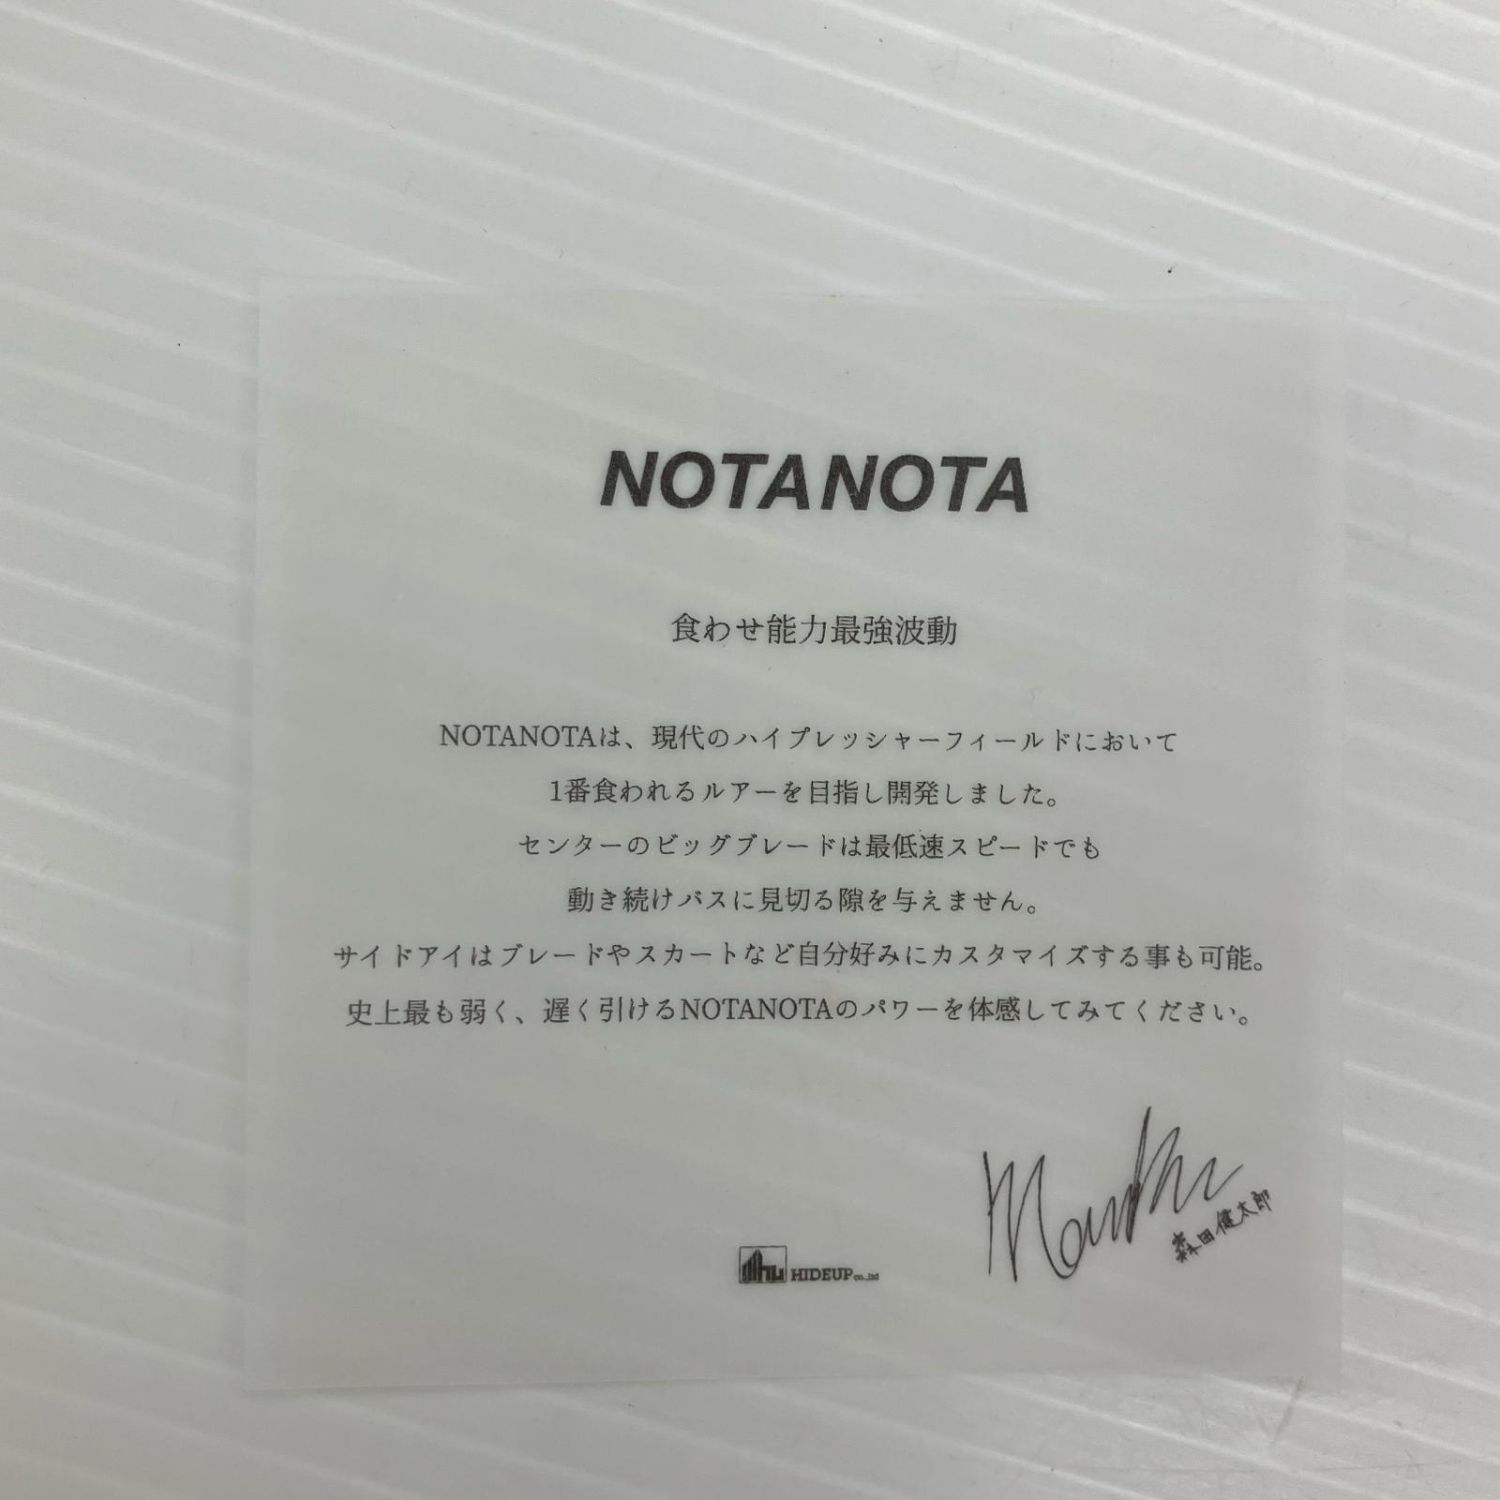 NOTANOTA
食わせ能力最強波動
NOTANOTAは、現代のハイプレッシャーフィールドにおいて
1番食われるルアーを目指し開発しました。
センターのビッグブレードは最低速スピードでも
動き続けバスに見切る隙を与えません。
サイドアイはブレードやスカートなど自分好みにカスタマイズする事も可能。
史上最も弱く、遅く引けるNOTANOTAのパワーを体感してみてください。
森田健太郎
HIDEUP co.,ltd